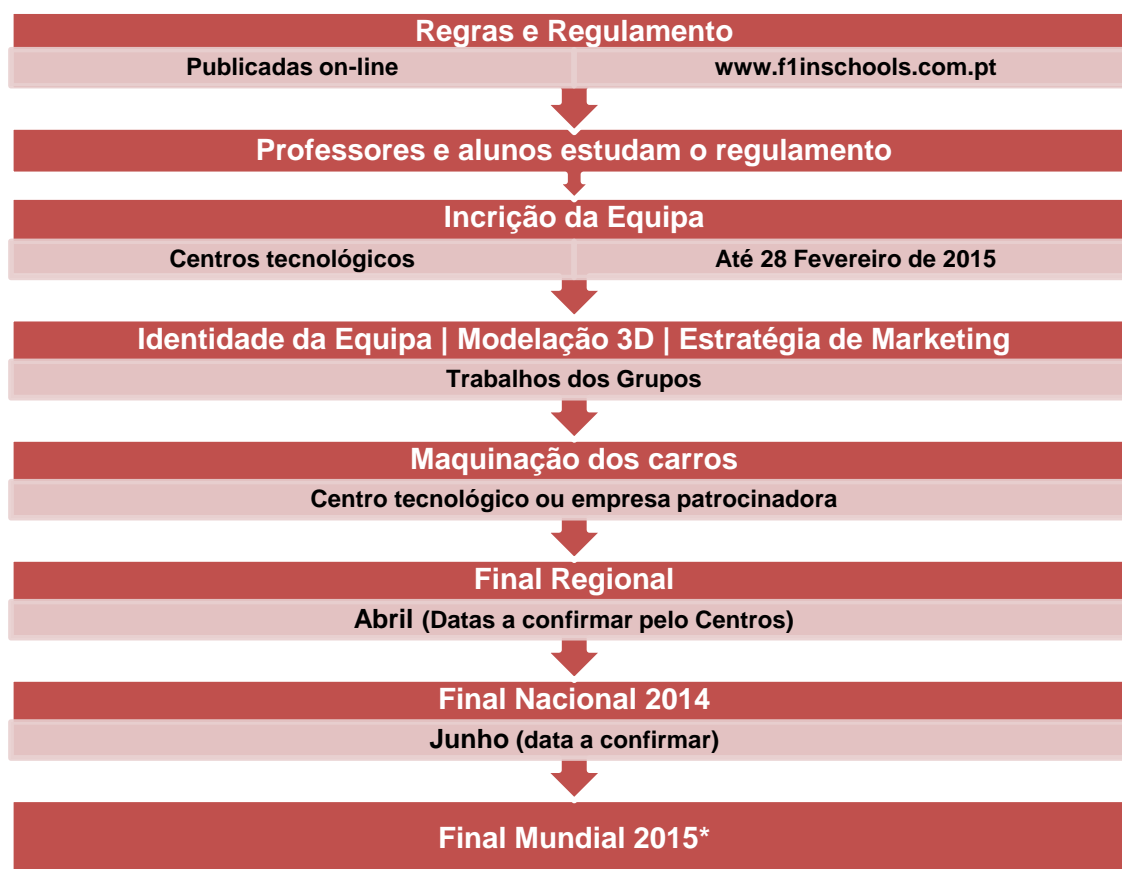 Regras e Regulamento
Publicadas on-line
www.f1inschools.com.pt
Professores e alunos estudam o regulamento
Incrição da Equipa
Centros tecnológicos
Até 28 Fevereiro de 2015
Identidade da Equipa | Modelação 3D | Estratégia de Marketing
Trabalhos dos Grupos
Maquinação dos carros
Centro tecnológico ou empresa patrocinadora
Final Regional
Abril (Datas a confirmar pelo Centros)
Final Nacional 2014
Junho (data a confirmar)
Final Mundial 2015*